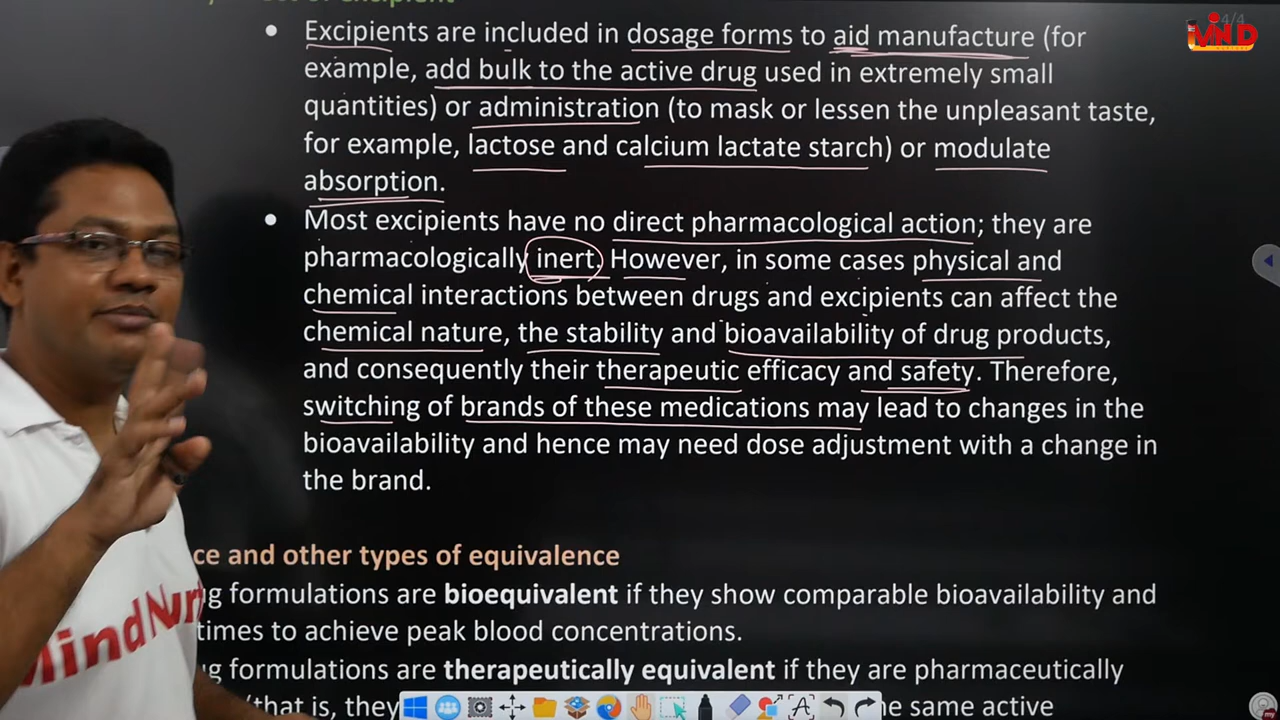 4/4
MIND
Excipients are included in dosage forms to aid manufacture (for
example, add bulk to the active drug used in extremely small
quantities) or administration (to mask or lessen the unpleasant taste,
for example, lactose and calcium lactate starch) or modulate
absorption.
Most excipients have no direct pharmacological action; they are
pharmacologically inert. However, in some cases physical and
chemical interactions between drugs and excipients can affect the
chemical nature, the stability and bioavailability of drug products,
and consequently their therapeutic efficacy and safety. Therefore,
switching of brands of these medications may lead to changes in the
bioavailability and hence may need dose adjustment with a change in
the brand.
ce and other types of equivalence
g formulations are bioequivalent if they show comparable bioavailability and
times to achieve peak blood concentrations.
g formulations are therapeutically equivalent if they are pharmaceutically
(that is, they
he same active
Mind Nurt